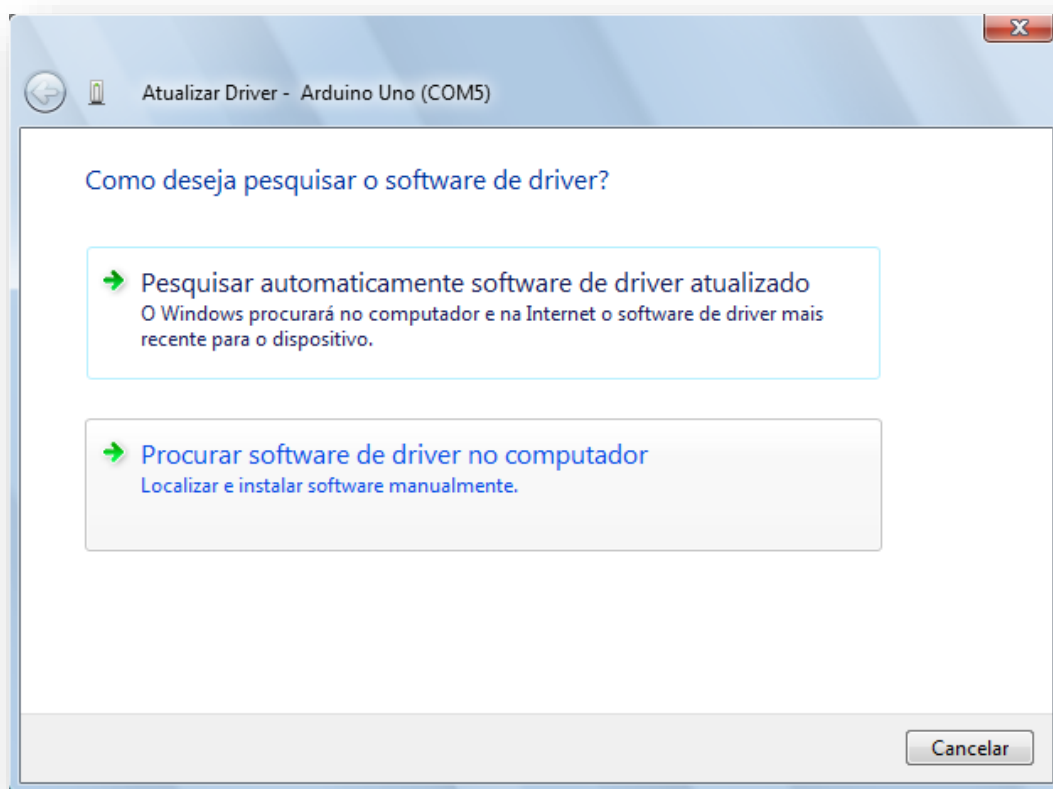 Atualizar Driver - Arduino Uno (COM5)
Como deseja pesquisar o software de driver?
Pesquisar automaticamente software de driver atualizado
O Windows procurará no computador e na Internet o software de driver mais
recente para o dispositivo.
Procurar software de driver no computador
Localizar e instalar software manualmente.
Cancelar